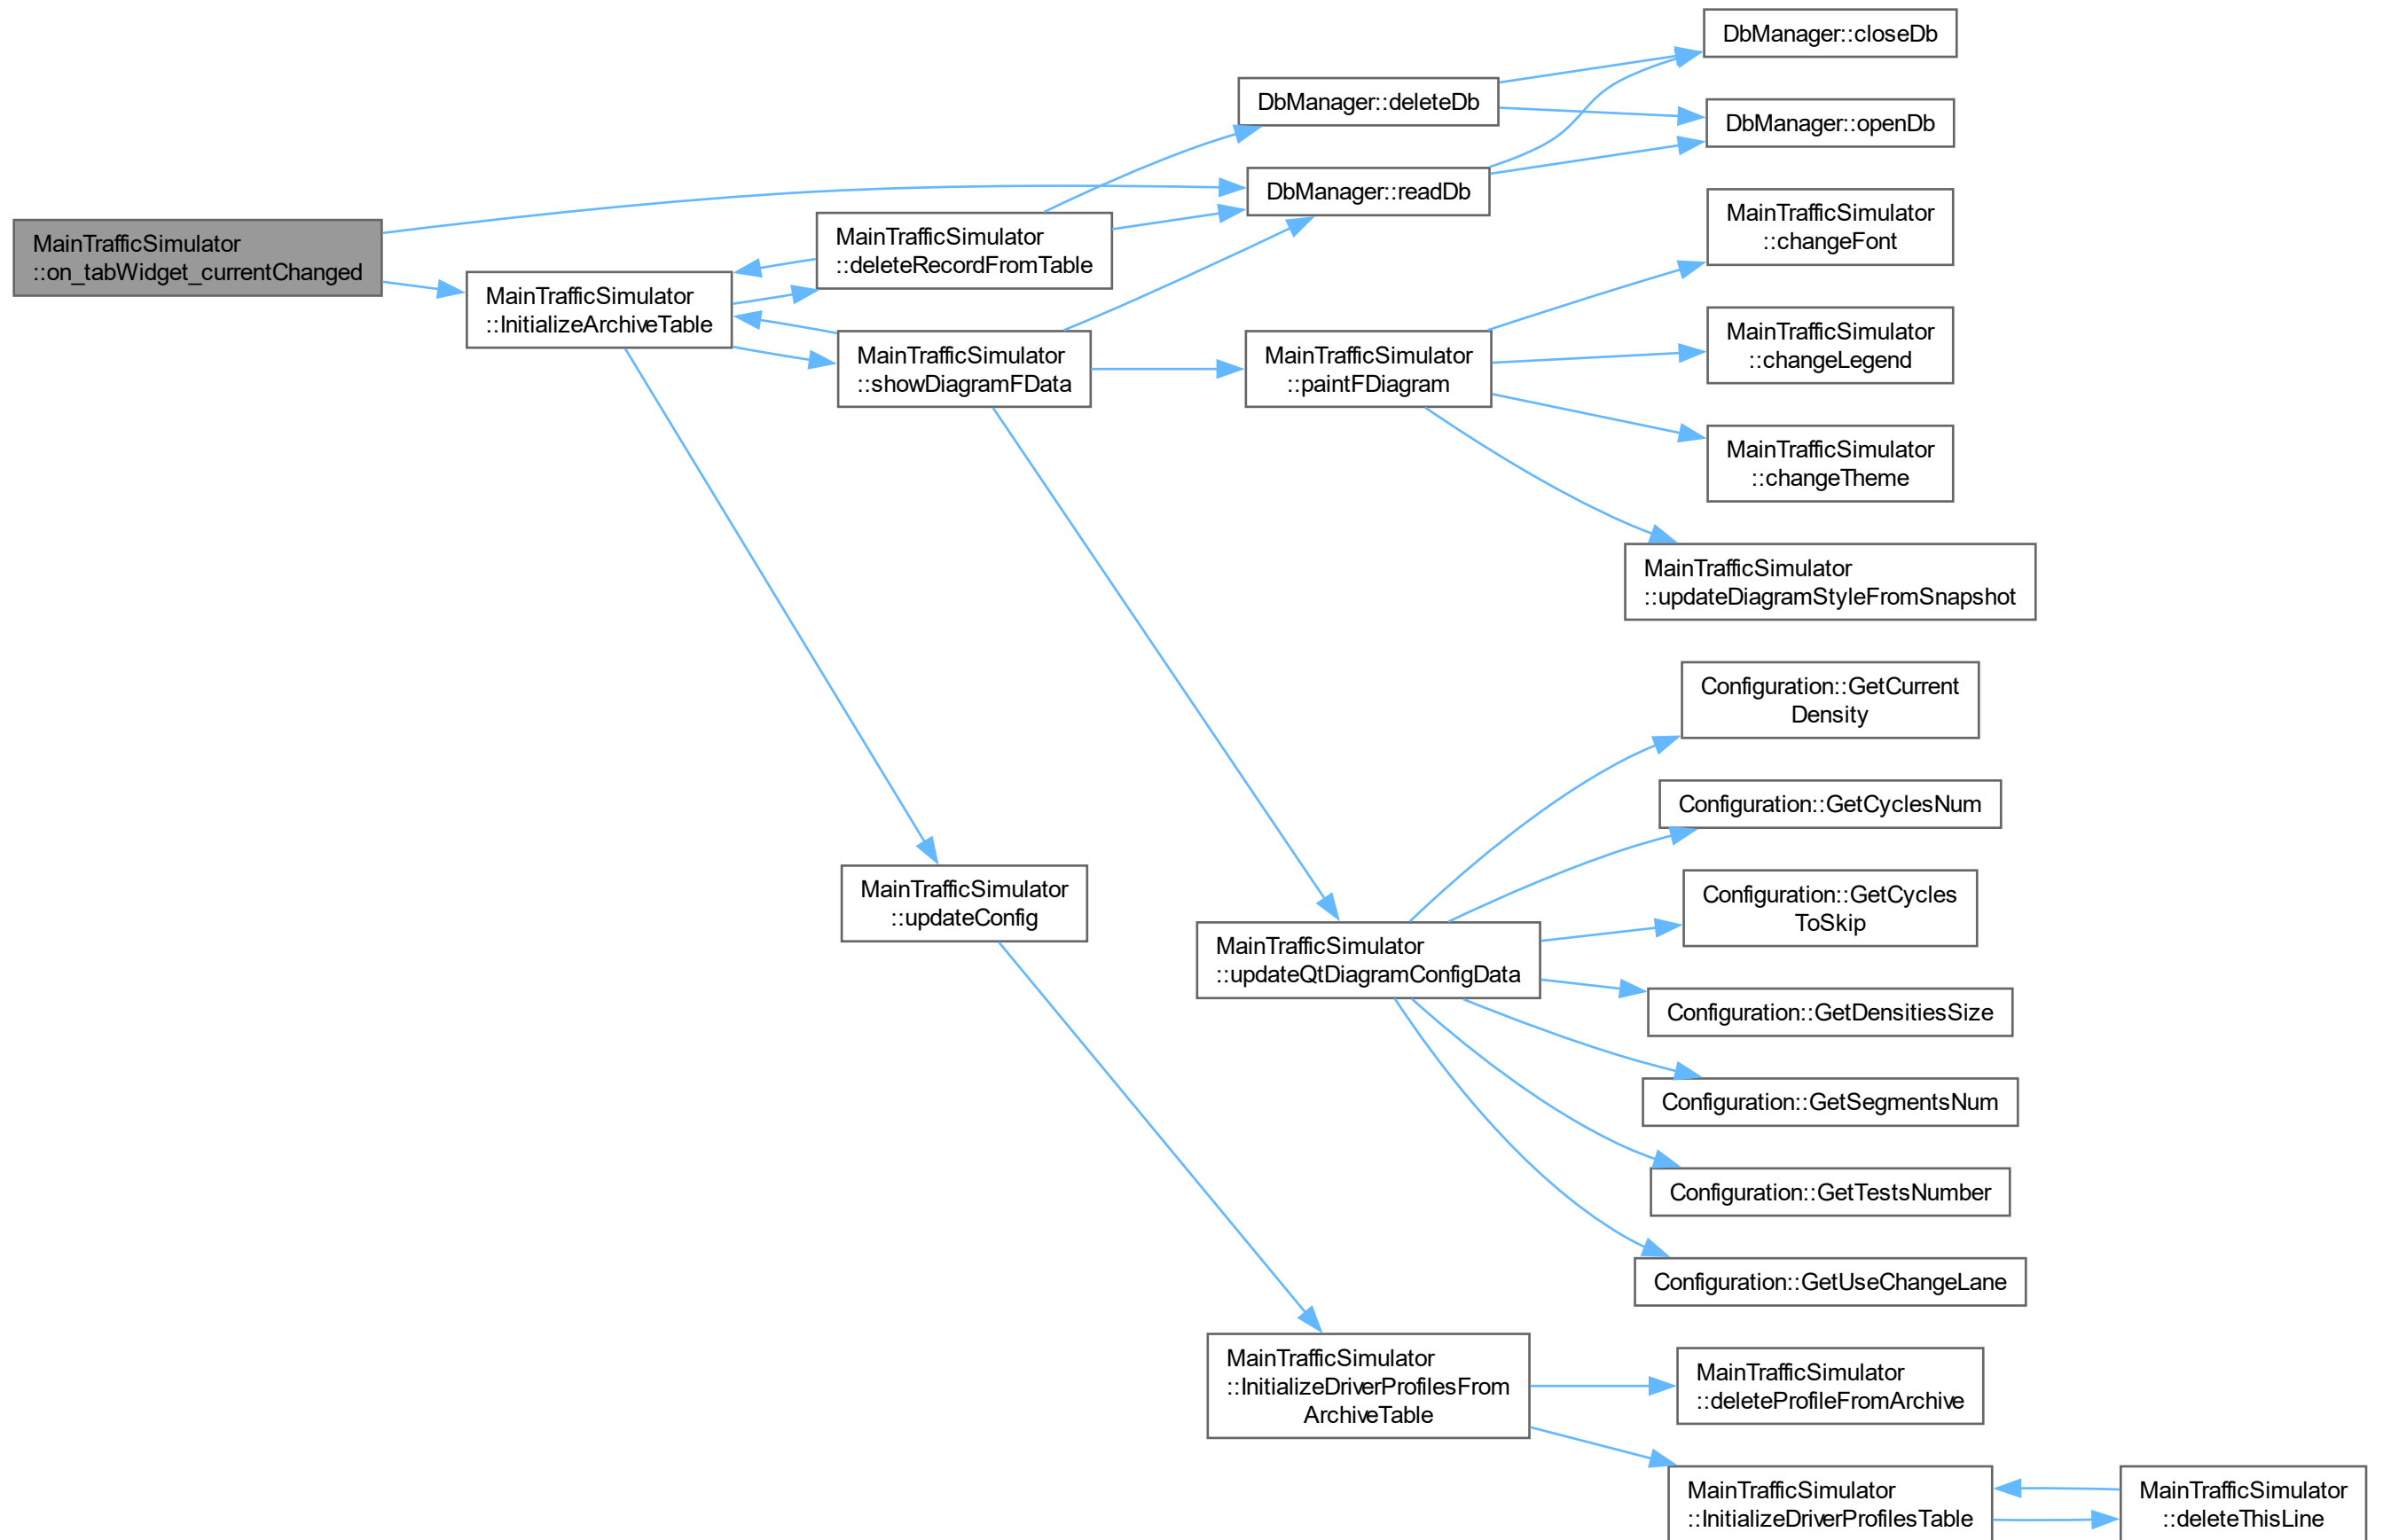 MainTrafficSimulator
::on_tabWidget_currentChanged
MainTrafficSimulator
::InitializeArchiveTable
MainTrafficSimulator
::deleteRecordFromTable
MainTrafficSimulator
::showDiagramFData
MainTrafficSimulator
::updateConfig
DbManager::deleteDb
DbManager::readDb
MainTrafficSimulator
::paintFDiagram
MainTrafficSimulator
::updateQtDiagramConfigData
MainTrafficSimulator
::InitializeDriverProfilesFrom
ArchiveTable
DbManager::closeDb
DbManager::openDb
MainTrafficSimulator
::changeFont
MainTrafficSimulator
::changeLegend
MainTrafficSimulator
::changeTheme
MainTrafficSimulator
::updateDiagramStyleFromSnapshot
Configuration::GetCurrent
Density
Configuration::GetCyclesNum
Configuration::GetCycles
ToSkip
Configuration::GetDensitiesSize
Configuration::GetSegmentsNum
Configuration::GetTestsNumber
Configuration::GetUseChangeLane
MainTrafficSimulator
::deleteProfileFromArchive
MainTrafficSimulator
::InitializeDriverProfilesTable
MainTrafficSimulator
::deleteThisLine